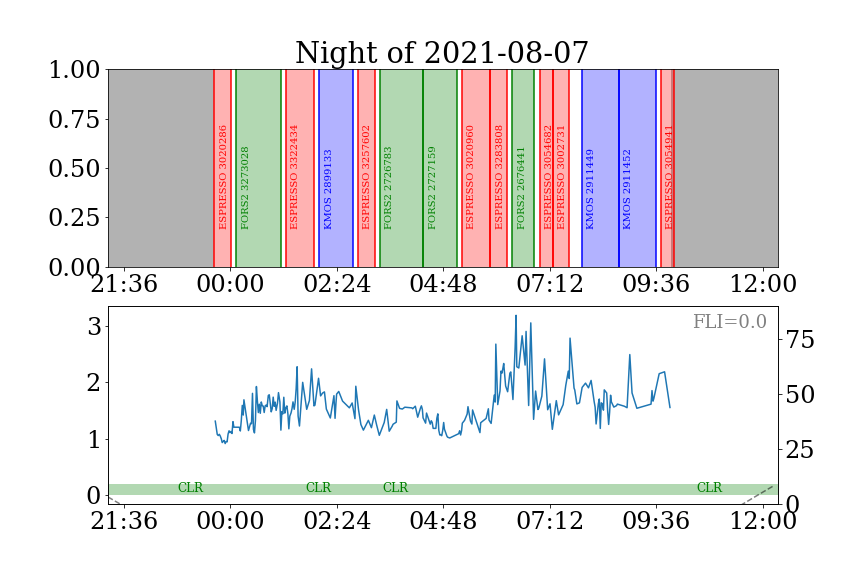 Night of 2021-08-07
1.00
0.75
0.50
0.25
0.00
ESPRESSO 3020286
FORS2 3273028
ESPRESSO 3322434
KMOS 2899133
ESPRESSO 3257602
FORS2 2726783
FORS2 2727159
ESPRESSO 3020960
ESPRESSO 3283808
FORS2 2676441
ESPRESSO 3054682
ESPRESSO 3002731
KMOS 2911449
KMOS 2911452
ESPRESSO 3054941
21:36 00:00 02:24 04:48 07:12 09:36 12:00
FLI=0.0
3
2
1
0
75
50
25
0
CLR CLR CLR CLR
21:36 00:00 02:24 04:48 07:12 09:36 12:00